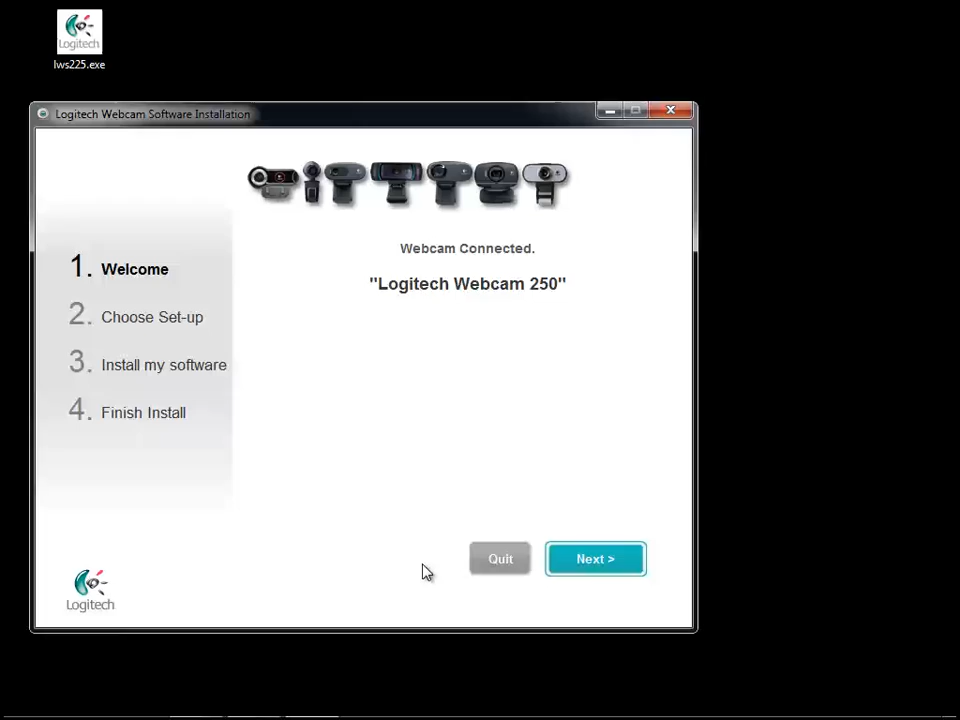 Logitech
lws225.exe
Logitech Webcam Software Installation
Webcam Connected.
"Logitech Webcam 250"
1. Welcome
2. Choose Set-up
3. Install my software
4. Finish Install
Quit
Next >
Logitech